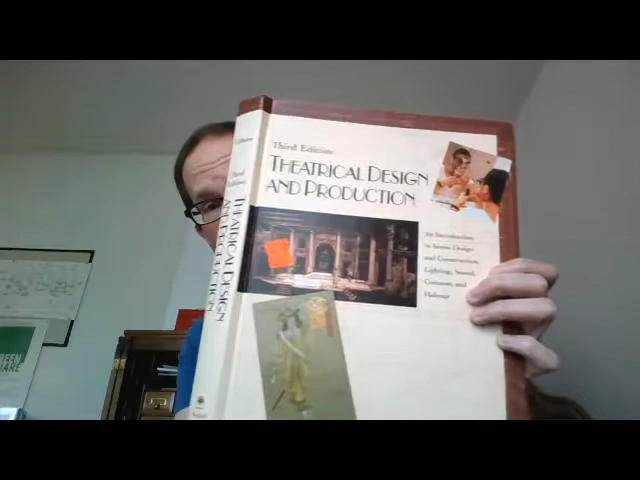 Third Edition
THEATRICAL DESIGN
AND PRODUCTION
An Introduction
to Scene Design
and Construction,
Lighting, Sound,
Costume, and
Makeup
Third
Edition
THEATRICAL DESIGN
AND PRODUCTION